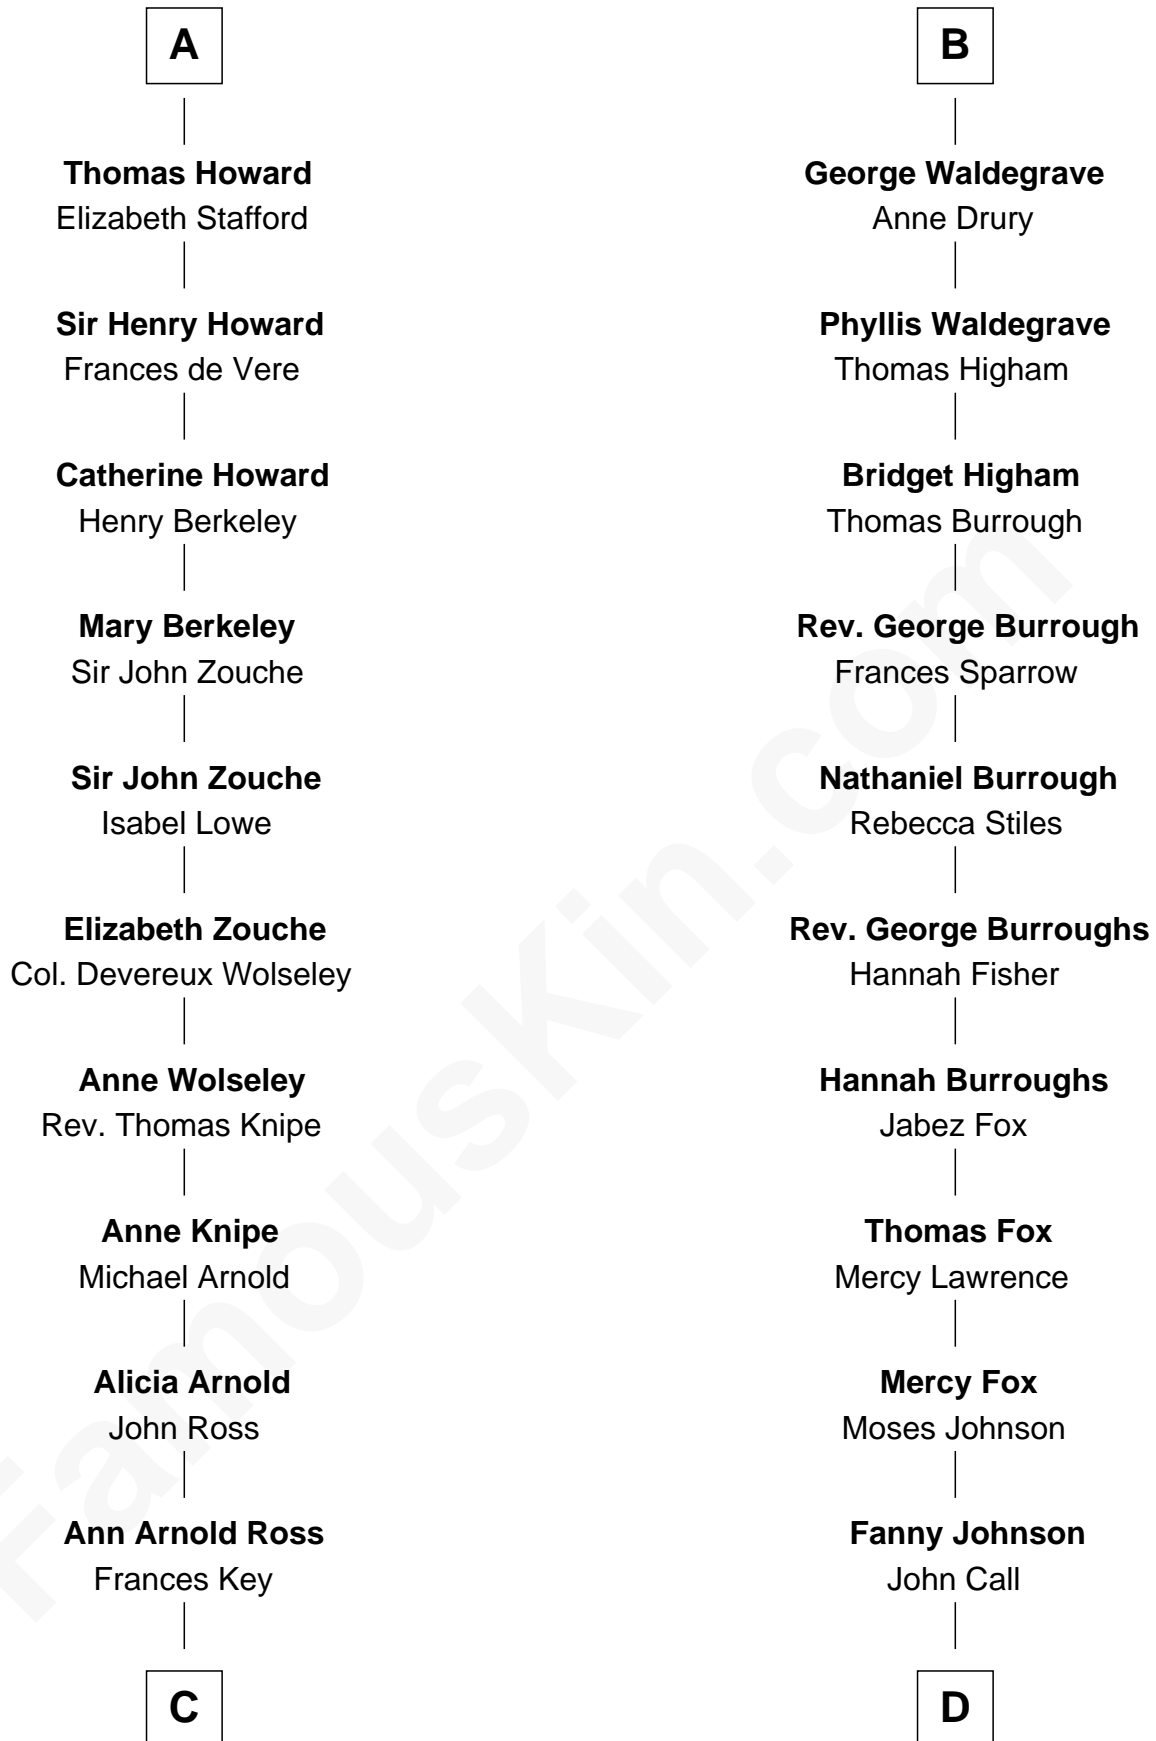 A
Thomas Howard
Elizabeth Stafford
Sir Henry Howard
Frances de Vere
Catherine Howard
Henry Berkeley
Mary Berkeley
Sir John Zouche
Sir John Zouche
Isabel Lowe
Elizabeth Zouche
Col. Devereux Wolseley
Anne Wolseley
Rev. Thomas Knipe
Anne Knipe
Michael Arnold
Alicia Arnold
John Ross
Ann Arnold Ross
Frances Key
C
B
George Waldegrave
Anne Drury
Phyllis Waldegrave
Thomas Higham
Bridget Higham
Thomas Burrough
Rev. George Burrough
Frances Sparrow
Nathaniel Burrough
Rebecca Stiles
Rev. George Burroughs
Hannah Fisher
Hannah Burroughs
Jabez Fox
Thomas Fox
Mercy Lawrence
Mercy Fox
Moses Johnson
Fanny Johnson
John Call
D
FamousKin.com